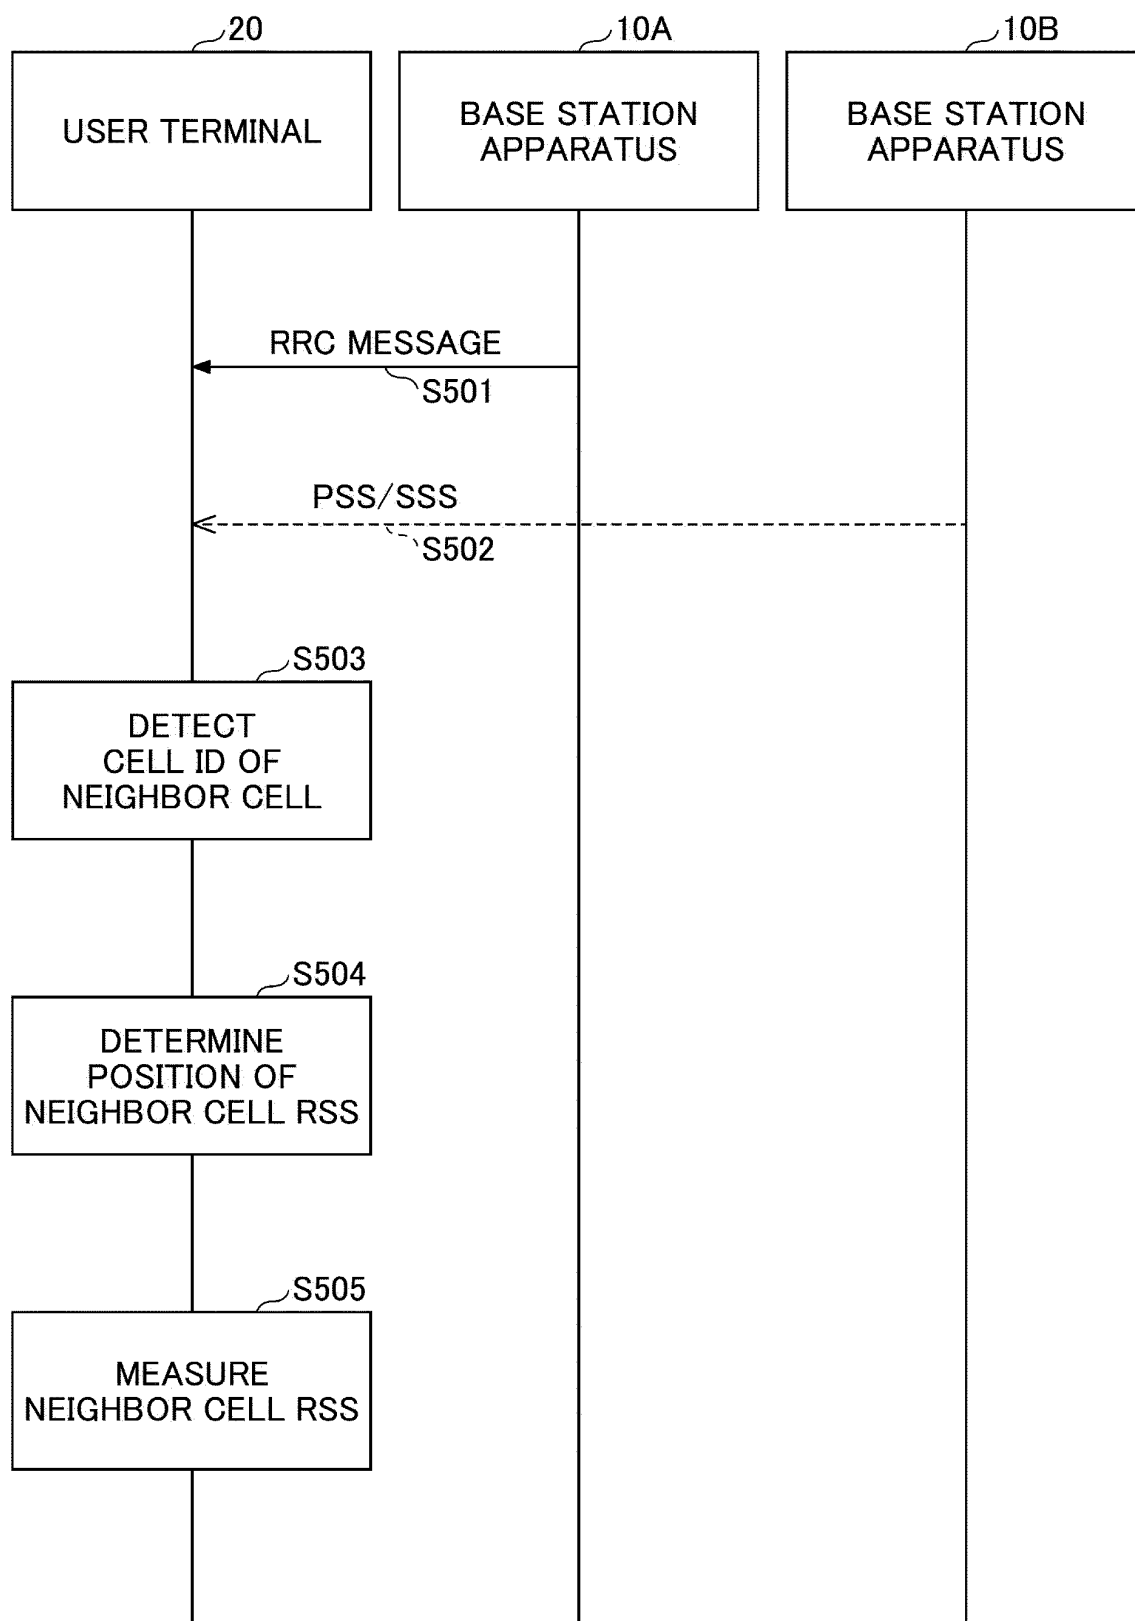 20
10A
10B
USER TERMINAL
BASE STATION
APPARATUS
BASE STATION
APPARATUS
RRC MESSAGE
S501
PSS/SSS
S502
S503
DETECT
CELL ID OF
NEIGHBOR CELL
S504
DETERMINE
POSITION OF
NEIGHBOR CELL RSS
S505
MEASURE
NEIGHBOR CELL RSS